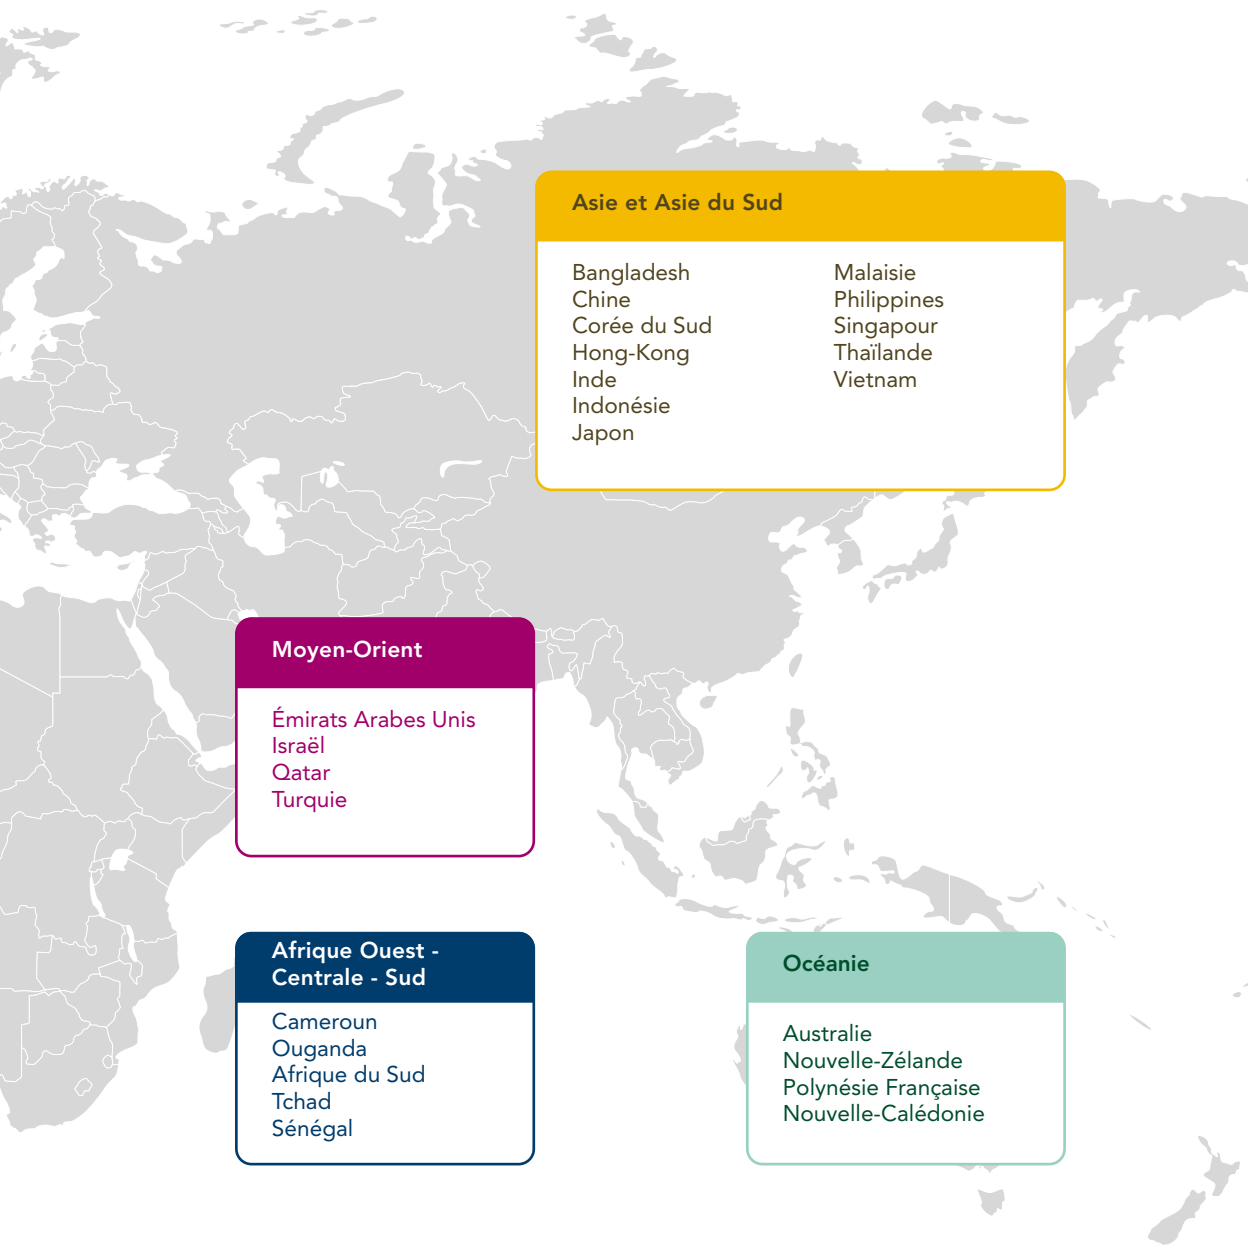 Asie et Asie du Sud
Bangladesh
Chine
Corée du Sud
Hong-Kong
Inde
Indonésie
Japon
Malaisie
Philippines
Singapour
Thaïlande
Vietnam
Moyen-Orient
Émirats Arabes Unis
Israël
Qatar
Turquie
Afrique Ouest -
Centrale - Sud
Cameroun
Ouganda
Afrique du Sud
Tchad
Sénégal
Océanie
Australie
Nouvelle-Zélande
Polynésie Française
Nouvelle-Calédonie